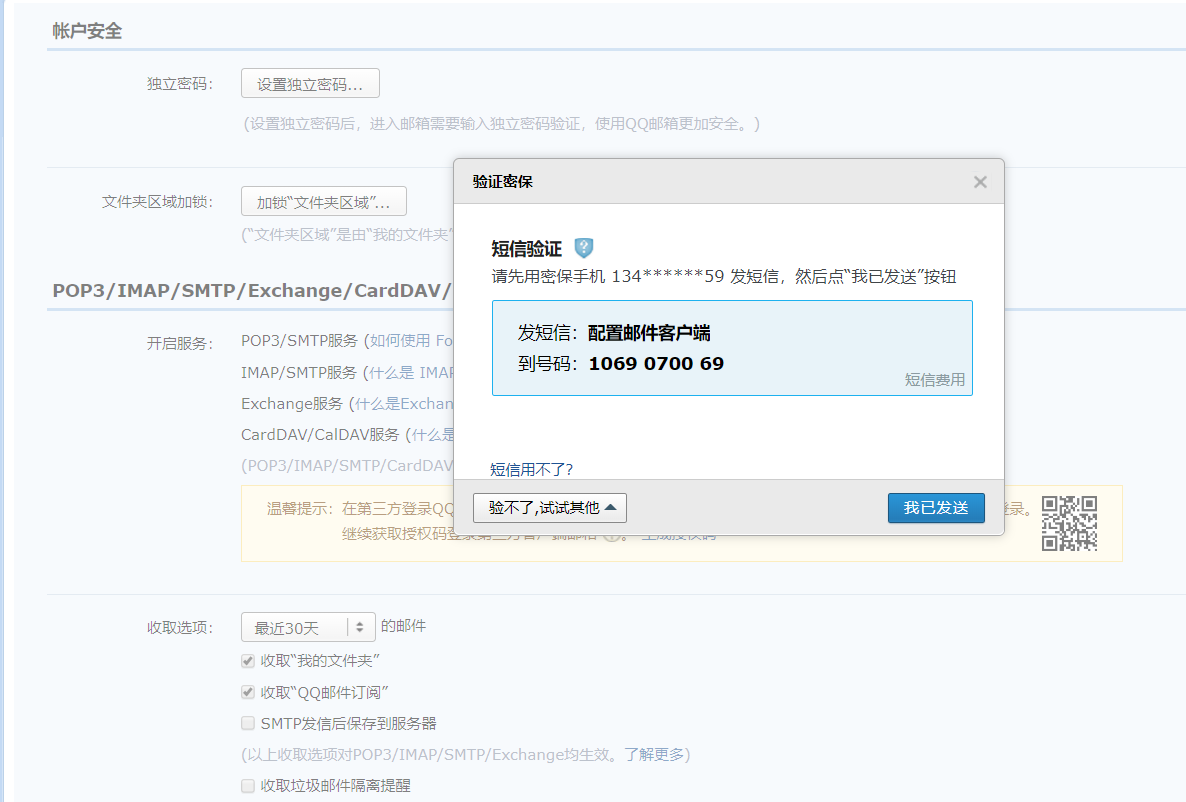 帐户安全
独立密码：
设置独立密码...
(设置独立密码后，进入邮箱需要输入独立密码验证，使用QQ邮箱更加安全。)
文件夹区域加锁：
加锁“文件夹区域”...
(“文件夹区域”是由“我的文件夹”
POP3/IMAP/SMTP/Exchange/CardDAV/
开启服务：
POP3/SMTP服务 (如何使用 Fo
IMAP/SMTP服务 (什么是 IMAP
Exchange服务 (什么是Exchan
CardDAV/CalDAV服务 (什么是
(POP3/IMAP/SMTP/CardDAV
温馨提示：
在第三方登录QQ
登录。
继续获取授权码登录第三方客户端邮箱
生成授权码
验证密保
短信验证
请先用密保手机 134******59 发短信，然后点“我已发送”按钮
发短信：配置邮件客户端
到号码：1069 0700 69
短信费用
短信用不了?
验不了,试试其他
我已发送
收取选项：
最近30天
的邮件
收取“我的文件夹”
收取“QQ邮件订阅”
SMTP发信后保存到服务器
(以上收取选项对POP3/IMAP/SMTP/Exchange均生效。了解更多)
收取垃圾邮件隔离提醒